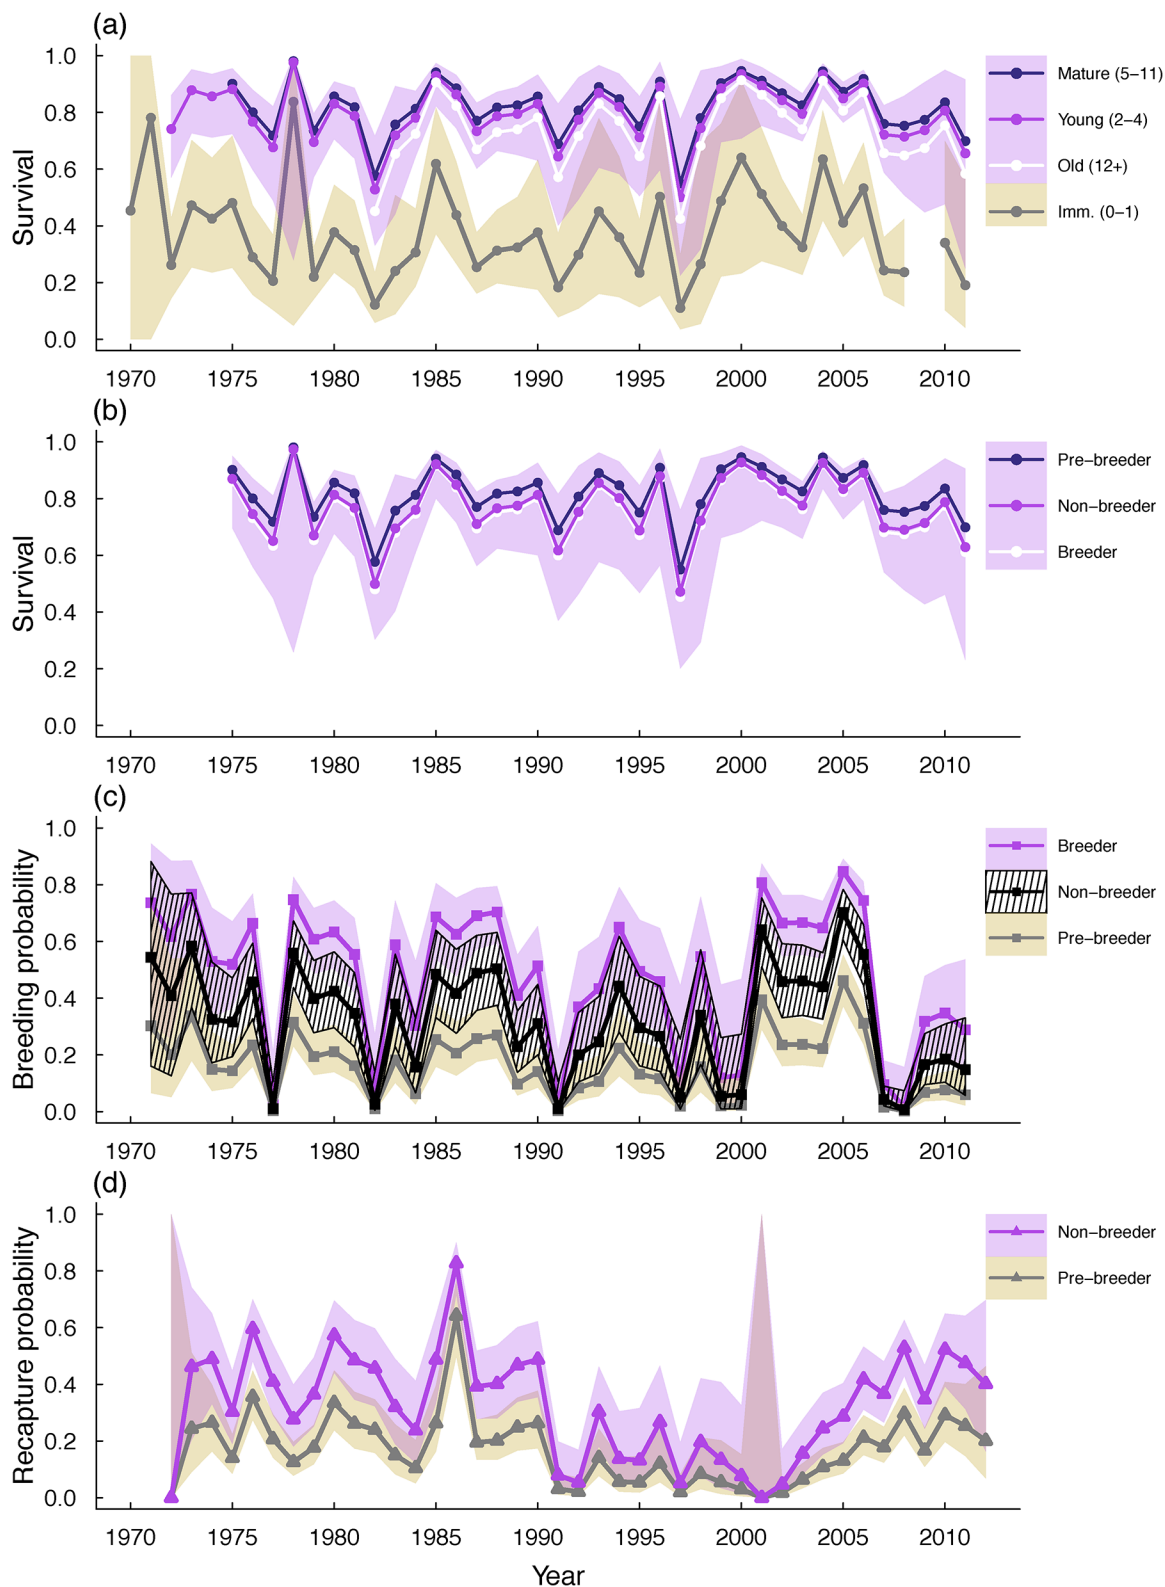 (a)
1.0
0.8
0.6
0.4
0.2
0.0
Survival
Mature (5−11)
Young (2−4)
Old (12+)
Imm. (0−1)
1970 1975 1980 1985 1990 1995 2000 2005 2010
(b)
1.0
0.8
0.6
0.4
0.2
0.0
Survival
Pre−breeder
Non−breeder
Breeder
1970 1975 1980 1985 1990 1995 2000 2005 2010
(c)
1.0
0.8
0.6
0.4
0.2
0.0
Breeding probability
Breeder
Non−breeder
Pre−breeder
1970 1975 1980 1985 1990 1995 2000 2005 2010
(d)
1.0
0.8
0.6
0.4
0.2
0.0
Recapture probability
Non−breeder
Pre−breeder
1970 1975 1980 1985 1990 1995 2000 2005 2010
Year